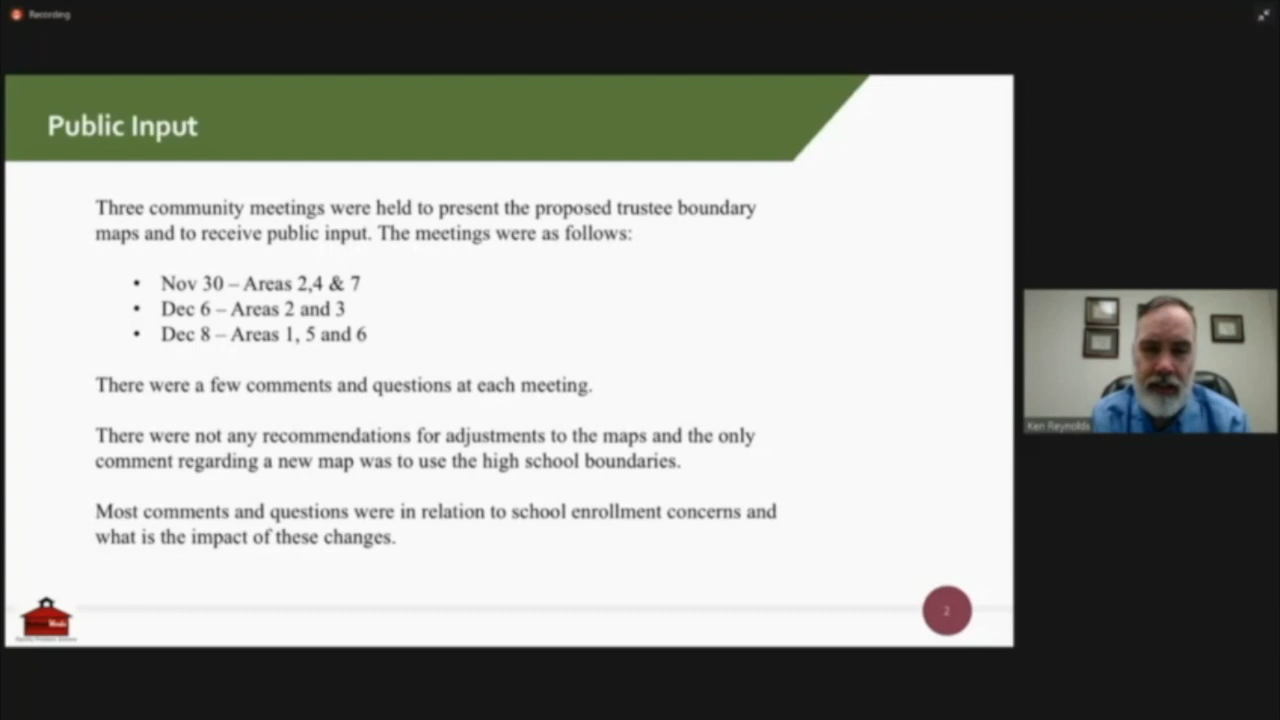 Recording
Public Input
Three community meetings were held to present the proposed trustee boundary
maps and to receive public input. The meetings were as follows:
• Nov 30 – Areas 2,4 & 7
• Dec 6 – Areas 2 and 3
• Dec 8 – Areas 1, 5 and 6
There were a few comments and questions at each meeting.
There were not any recommendations for adjustments to the maps and the only
comment regarding a new map was to use the high school boundaries.
Most comments and questions were in relation to school enrollment concerns and
what is the impact of these changes.
Ken Reynolds
2